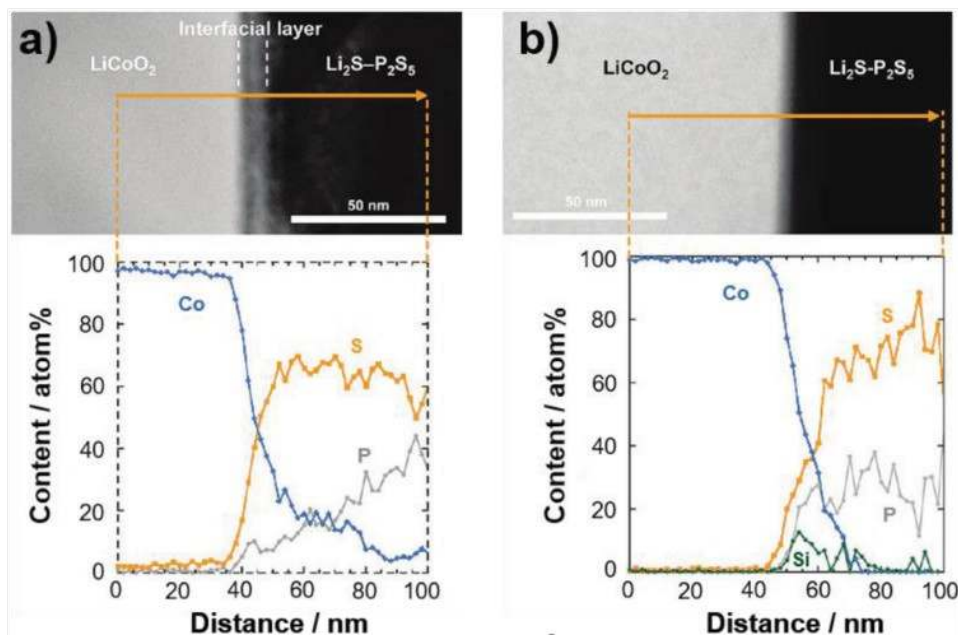 a)
Interfacial layer
LiCoO₂
Li₂S–P₂S₅
50 nm
100
80
60
40
20
0
Content / atom%
Co
S
P
0 20 40 60 80 100
Distance / nm
b)
LiCoO₂
Li₂S-P₂S₅
50 nm
100
80
60
40
20
0
Content / atom%
Co
S
P
Si
0 20 40 60 80 100
Distance / nm